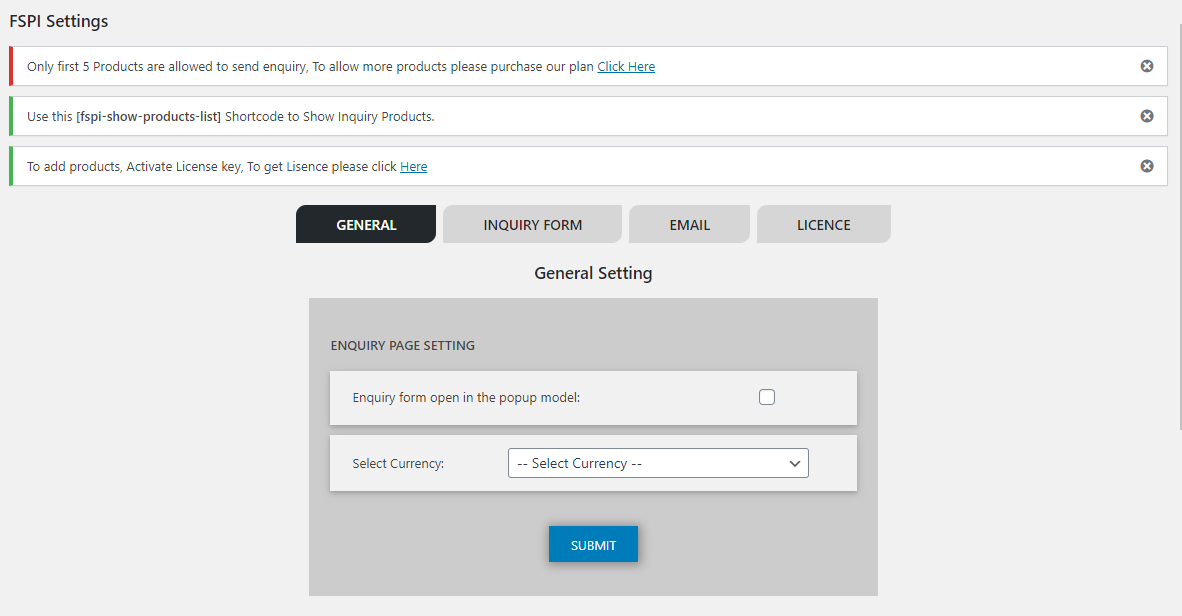 FSPI Settings
Only first 5 Products are allowed to send enquiry, To allow more products please purchase our plan Click Here
Use this [fspi-show-products-list] Shortcode to Show Inquiry Products.
To add products, Activate License key, To get Lisence please click Here
GENERAL INQUIRY FORM EMAIL LICENCE
General Setting
ENQUIRY PAGE SETTING
Enquiry form open in the popup model:
Select Currency: -- Select Currency --
SUBMIT